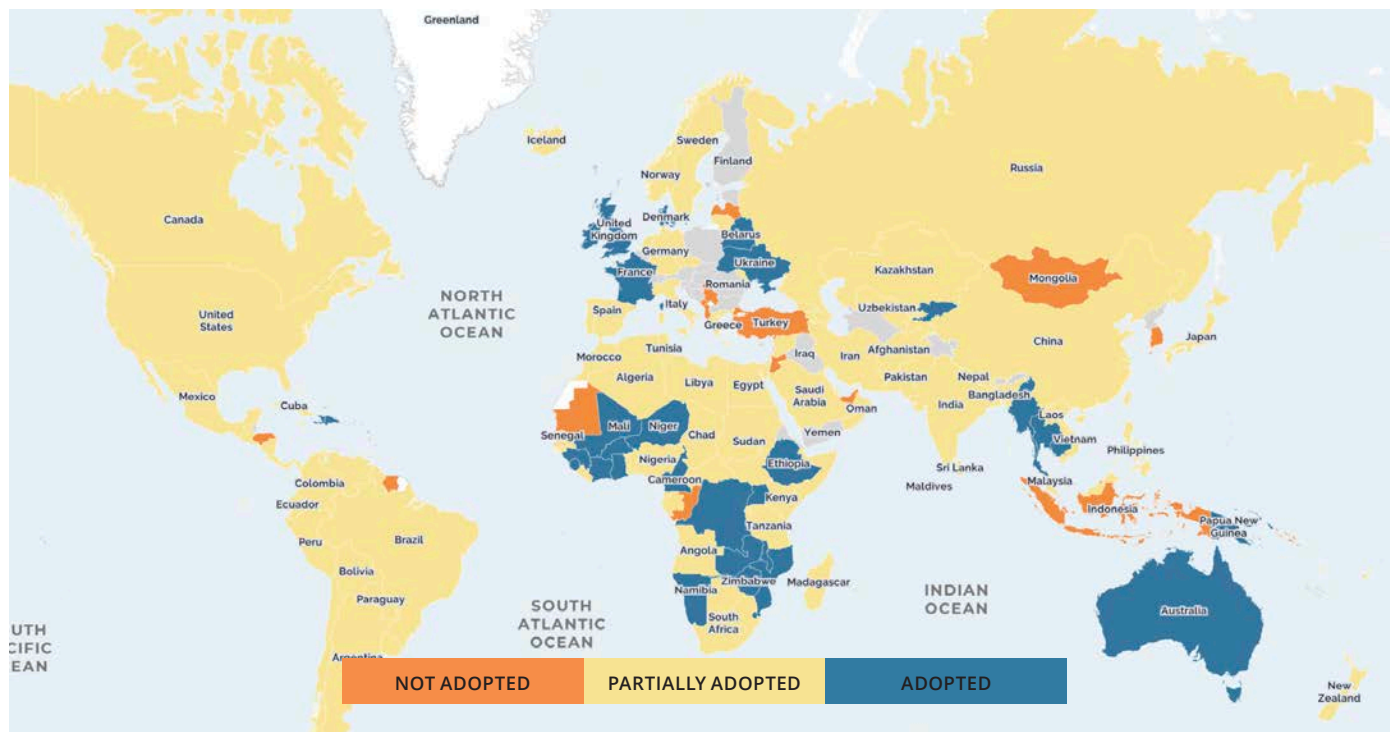 Greenland
Iceland
Sweden
Finland
Norway
Russia
Canada
United
Kingdom
Denmark
Belarus
Germany
Ukraine
France
Kazakhstan
Mongolia
Romania
NORTH
ATLANTIC
OCEAN
Italy
Uzbekistan
United
States
Spain
Greece
Turkey
Japan
China
Tunisia
Morocco
Iraq
Iran
Afghanistan
Algeria
Libya
Egypt
Pakistan
Nepal
Saudi
Arabia
Bangladesh
Mexico
Cuba
India
Oman
Laos
Senegal
Mali
Niger
Chad
Sudan
Yemen
Vietnam
Philippines
Nigeria
Ethiopia
Sri Lanka
Cameroon
Malaysia
Colombia
Maldives
Ecuador
Kenya
Indonesia
Papua New
Guinea
Tanzania
Peru
Brazil
Angola
Bolivia
Zimbabwe
Madagascar
Namibia
INDIAN
OCEAN
Paraguay
SOUTH
ATLANTIC
OCEAN
South
Africa
Australia
UTH
CIFIC
EAN
Argentina
NOT ADOPTED
PARTIALLY ADOPTED
ADOPTED
New
Zealand